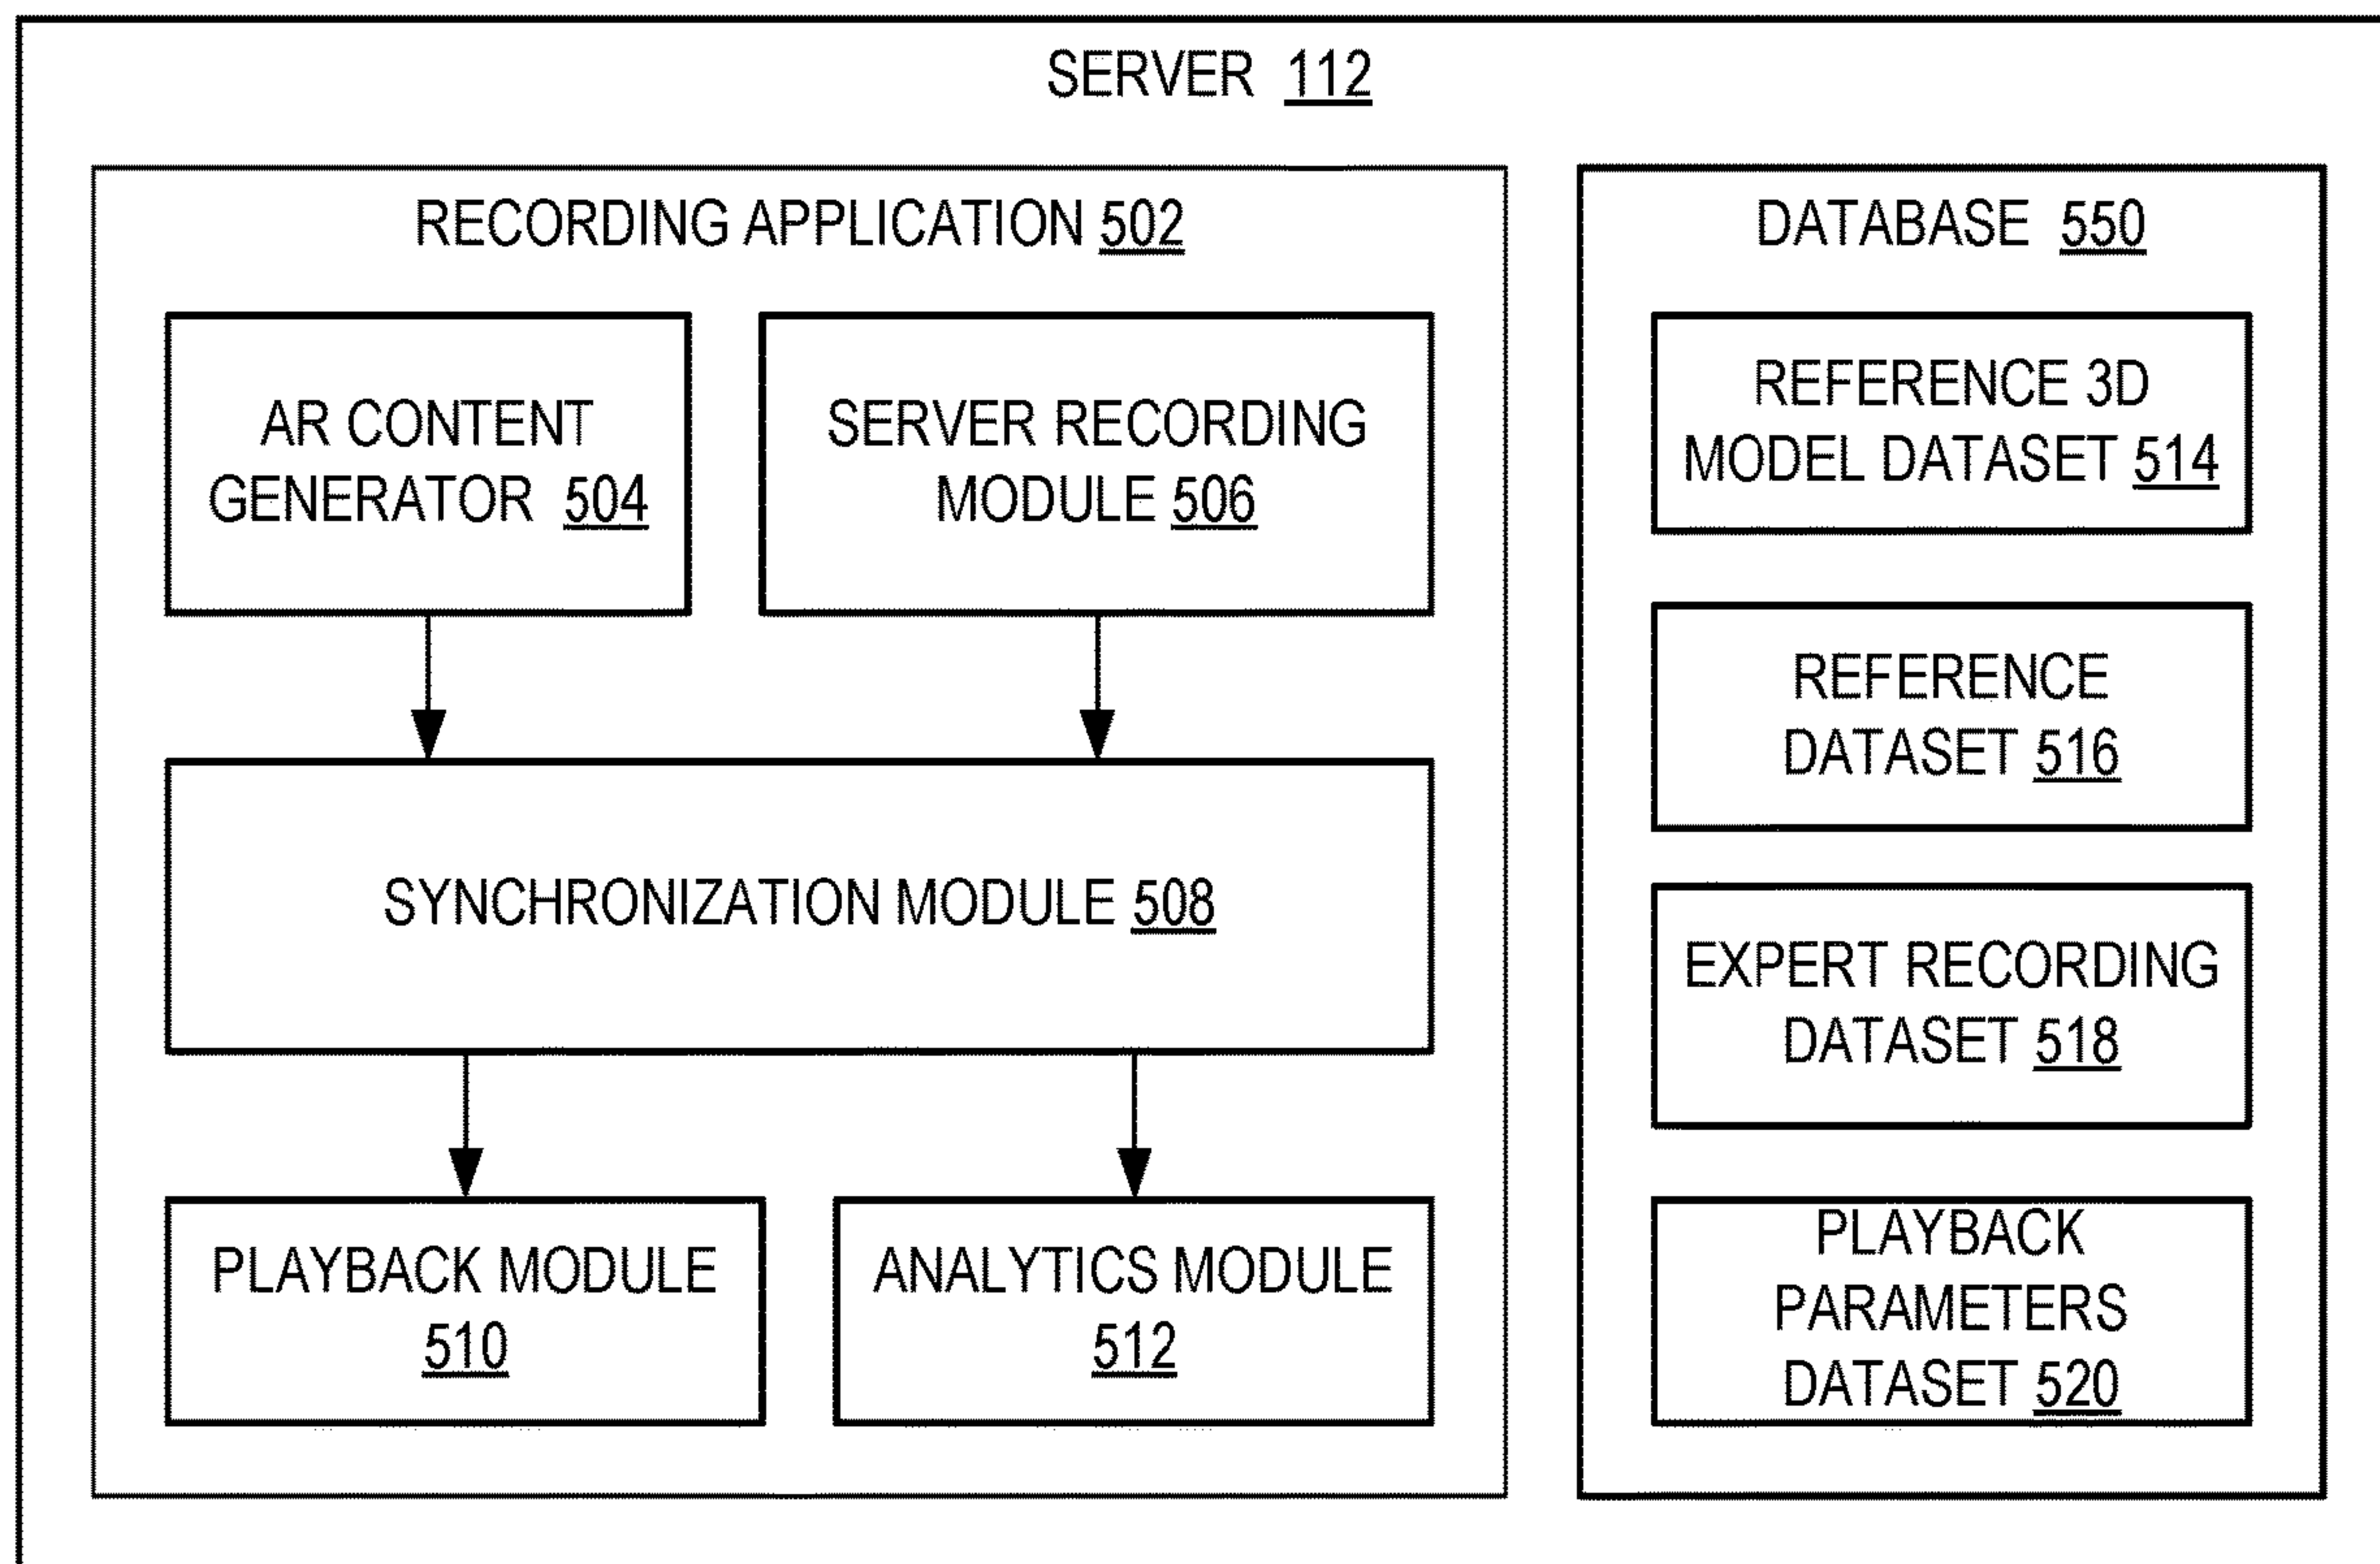 SERVER 112
RECORDING APPLICATION 502
AR CONTENT
GENERATOR 504
SERVER RECORDING
MODULE 506
SYNCHRONIZATION MODULE 508
PLAYBACK MODULE
510
ANALYTICS MODULE
512
DATABASE 550
REFERENCE 3D
MODEL DATASET 514
REFERENCE
DATASET 516
EXPERT RECORDING
DATASET 518
PLAYBACK
PARAMETERS
DATASET 520